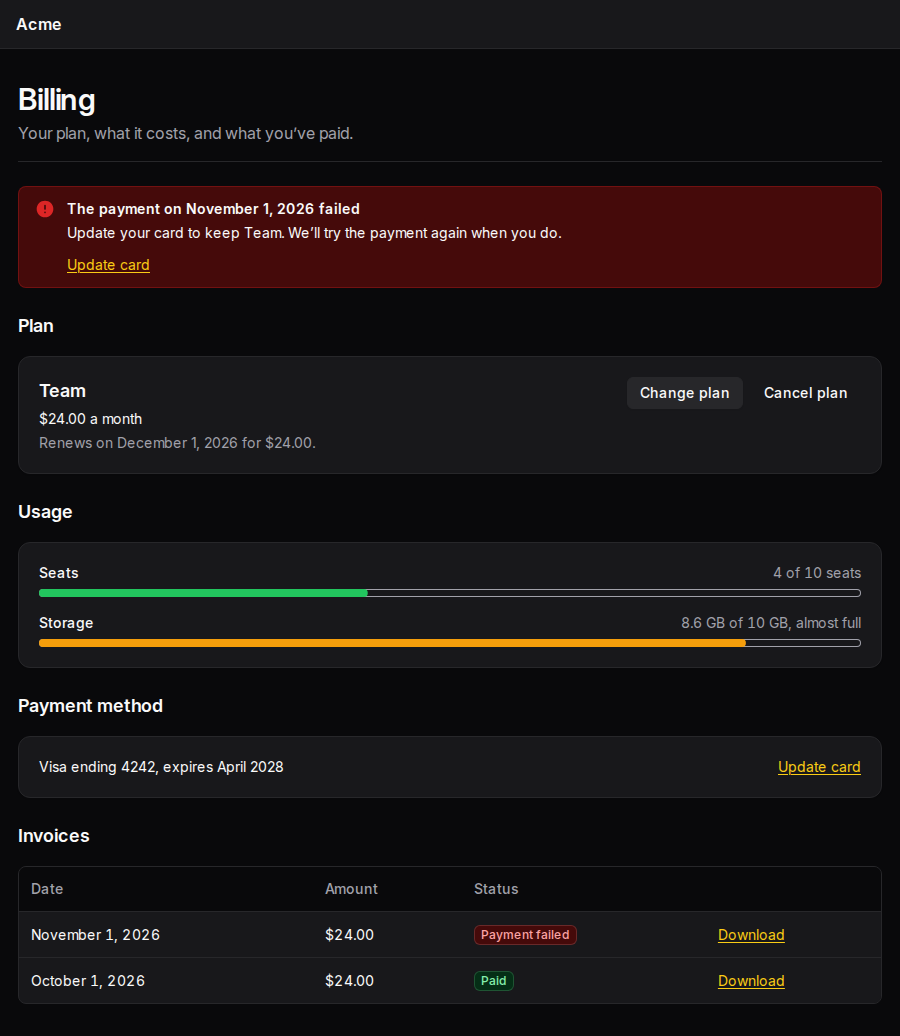 Acme
Billing
Your plan, what it costs, and what you’ve paid.
The payment on November 1, 2026 failed
Update your card to keep Team. We’ll try the payment again when you do.
Update card
Plan
Team
Change plan
Cancel plan
$24.00 a month
Renews on December 1, 2026 for $24.00.
Usage
Seats
4 of 10 seats
Storage
8.6 GB of 10 GB, almost full
Payment method
Visa ending 4242, expires April 2028
Update card
Invoices
Date Amount Status
November 1, 2026 $24.00 Payment failed Download
October 1, 2026 $24.00 Paid Download